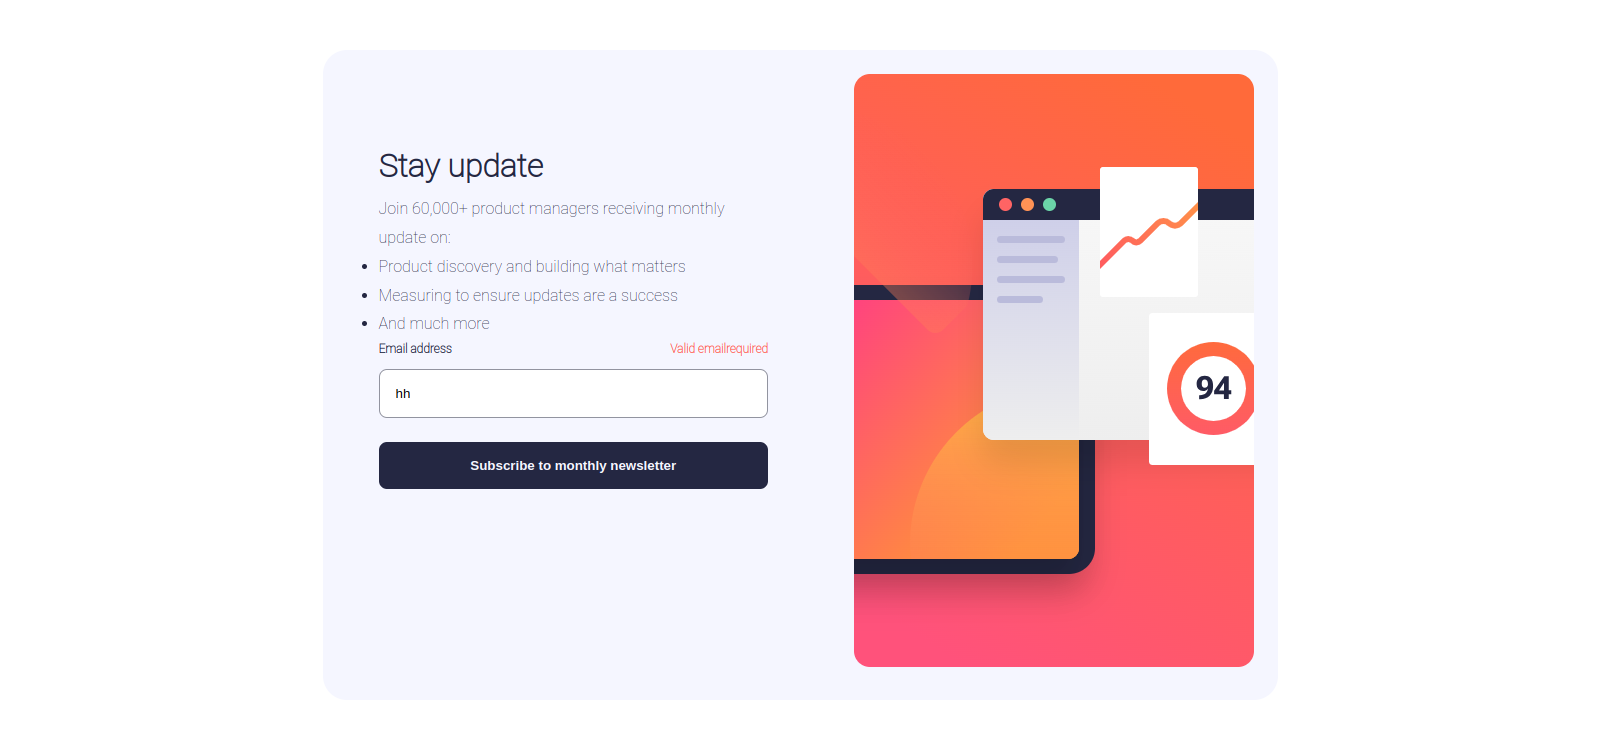 Stay update
Join 60,000+ product managers receiving monthly
update on:
Product discovery and building what matters
Measuring to ensure updates are a success
And much more
Email address
Valid emailrequired
hh
Subscribe to monthly newsletter
94